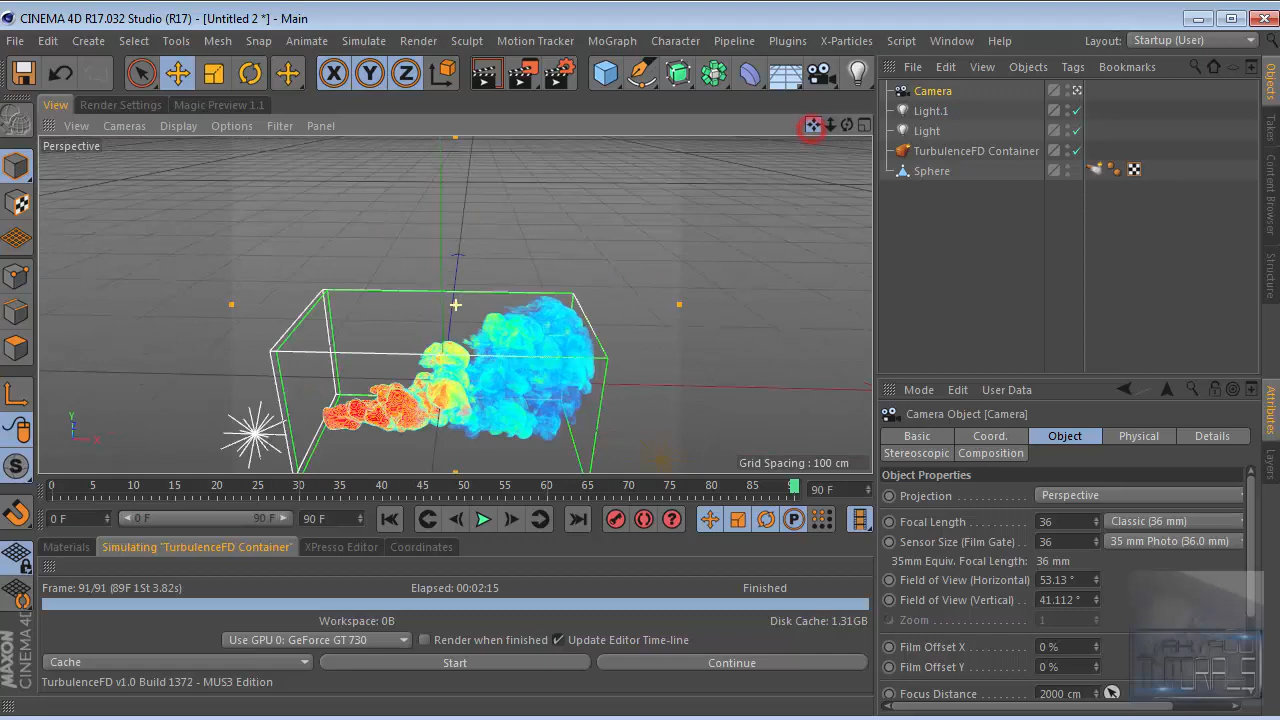 CINEMA 4D R17.032 Studio (R17) - [Untitled 2 *] - Main
File Edit Create Select Tools Mesh Snap Animate Simulate Render Sculpt Motion Tracker MoGraph Character Pipeline Plugins X-Particles Script Window Help Layout: Startup (User)
X Y Z
File Edit View Objects Tags Bookmarks
View Render Settings Magic Preview 1.1
View Cameras Display Options Filter Panel
Perspective
Camera
Light.1
Light
TurbulenceFD Container
Sphere
Objects
Takes
Content Browser
Structure
Y
X
Grid Spacing : 100 cm
0 5 10 15 20 25 30 35 40 45 50 55 60 65 70 75 80 85 90 F
0 F 0 F 90 F 90 F
Materials Simulating "TurbulenceFD Container" XPresso Editor Coordinates
Frame: 91/91 (89F 1St 3.82s) Elapsed: 00:02:15 Finished
Workspace: 0B Disk Cache: 1.31GB
Use GPU 0: GeForce GT 730 Render when finished Update Editor Time-line
Cache Start Continue
TurbulenceFD v1.0 Build 1372 - MUS3 Edition
MAXON
CINEMA 4D
Mode Edit User Data
Camera Object [Camera]
Basic Coord. Object Physical Details
Stereoscopic Composition
Object Properties
Projection Perspective
Focal Length 36 Classic (36 mm)
Sensor Size (Film Gate) 36 35 mm Photo (36.0 mm)
35mm Equiv. Focal Length: 36 mm
Field of View (Horizontal) 53.13 °
Field of View (Vertical) 41.112 °
Zoom 1
Film Offset X 0 %
Film Offset Y 0 %
Focus Distance 2000 cm
Attributes
Layers